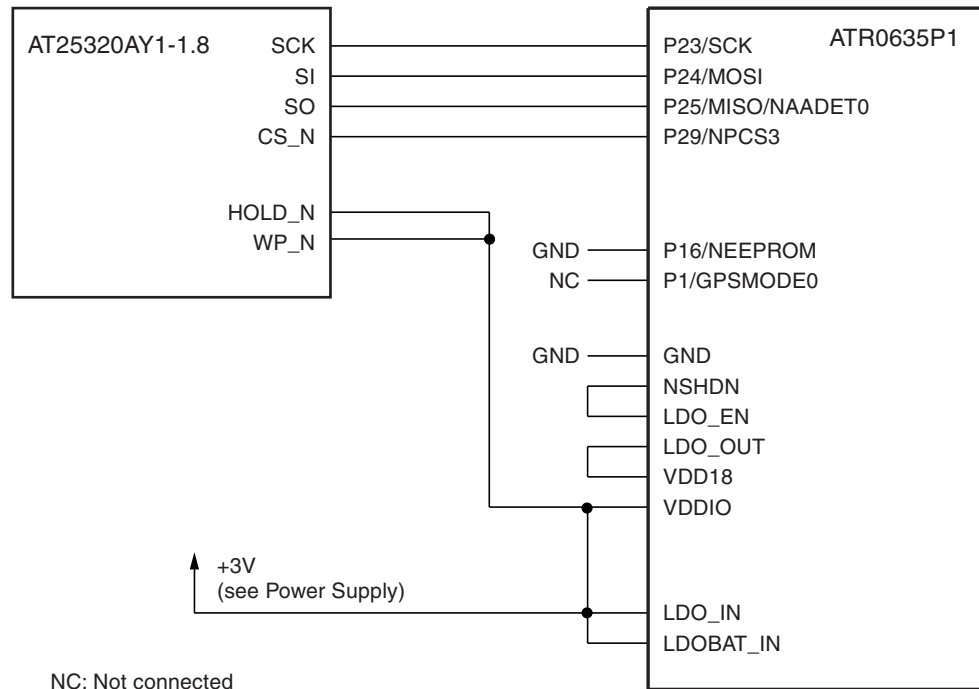 AT25320AY1-1.8
SCK
SI
SO
CS_N
HOLD_N
WP_N
ATR0635P1
P23/SCK
P24/MOSI
P25/MISO/NAADET0
P29/NPCS3
GND
P16/NEEPROM
NC
P1/GPSMODE0
GND
GND
NSHDN
LDO_EN
LDO_OUT
VDD18
VDDIO
+3V
(see Power Supply)
LDO_IN
LDOBAT_IN
NC: Not connected